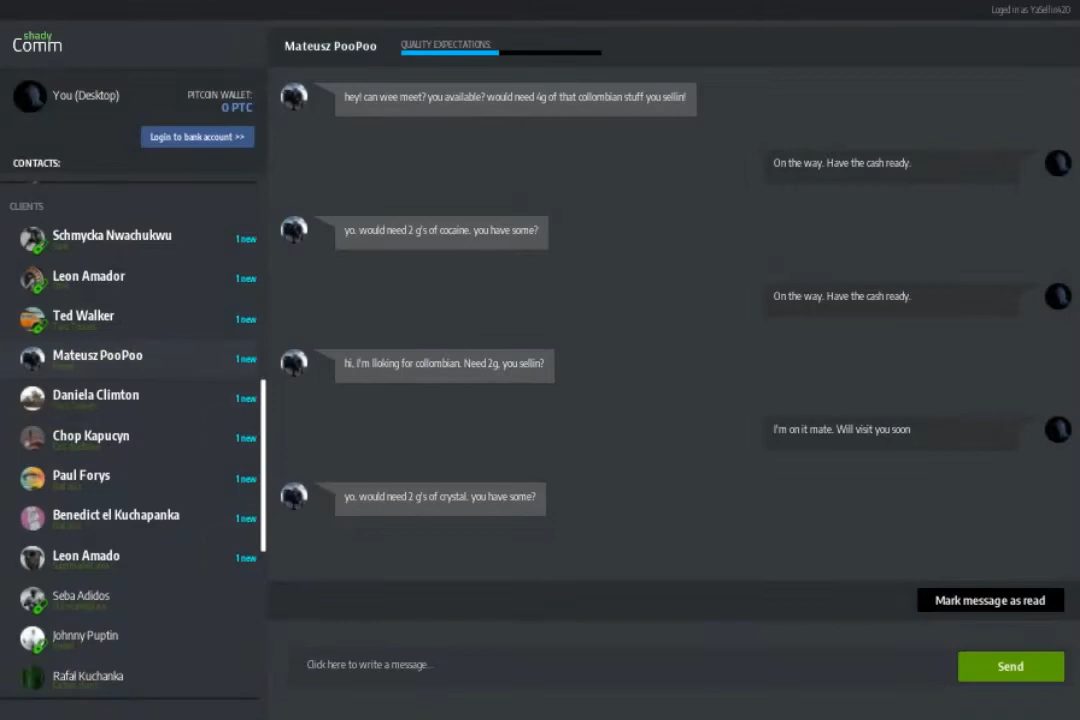 Loged in as YaSellin420
shady
Comm
You (Desktop)
PITCOIN WALLET:
0 PTC
Login to bank account >>
CONTACTS:
CLIENTS
Schmycka Nwachukwu
1 new
Leon Amador
1 new
Ted Walker
1 new
Mateusz PooPoo
1 new
Daniela Climton
1 new
Chop Kapucyn
1 new
Paul Forys
1 new
Benedict el Kuchapanka
1 new
Leon Amado
1 new
Seba Adidos
Johnny Puptin
Rafał Kuchanka
Mateusz PooPoo
QUALITY EXPECTATIONS:
hey! can wee meet? you available? would need 4g of that collombian stuff you sellin!
On the way. Have the cash ready.
yo. would need 2 g's of cocaine. you have some?
On the way. Have the cash ready.
hi, I'm lloking for collombian. Need 2g, you sellin?
I'm on it mate. Will visit you soon
yo. would need 2 g's of crystal. you have some?
Mark message as read
Click here to write a message...
Send